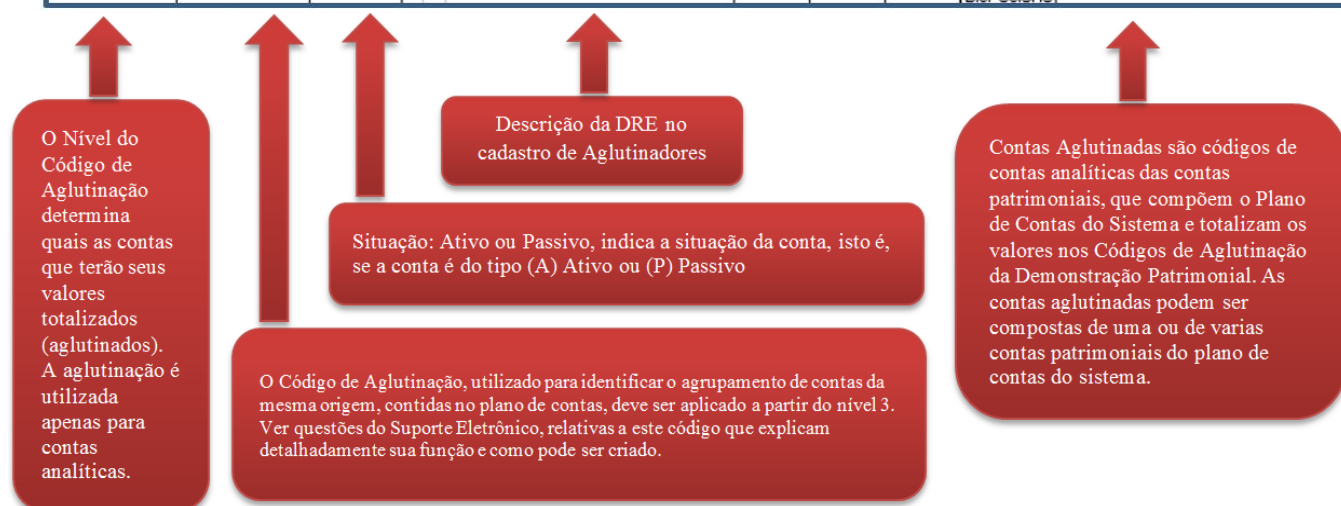 O Nível do
Código de
Aglutinação
determina
quais as contas
que terão seus
valores
totalizados
(aglutinados).
A aglutinação é
utilizada
apenas para
contas
analíticas.
Descrição da DRE no
cadastro de Aglutinadores
Situação: Ativo ou Passivo, indica a situação da conta, isto é,
se a conta é do tipo (A) Ativo ou (P) Passivo
O Código de Aglutinação, utilizado para identificar o agrupamento de contas da
mesma origem, contidas no plano de contas, deve ser aplicado a partir do nível 3.
Ver questões do Suporte Eletrônico, relativas a este código que explicam
detalhadamente sua função e como pode ser criado.
Contas Aglutinadas são códigos de
contas analíticas das contas
patrimoniais, que compõem o Plano
de Contas do Sistema e totalizam os
valores nos Códigos de Aglutinação
da Demonstração Patrimonial. As
contas aglutinadas podem ser
compostas de uma ou de varias
contas patrimoniais do plano de
contas do sistema.